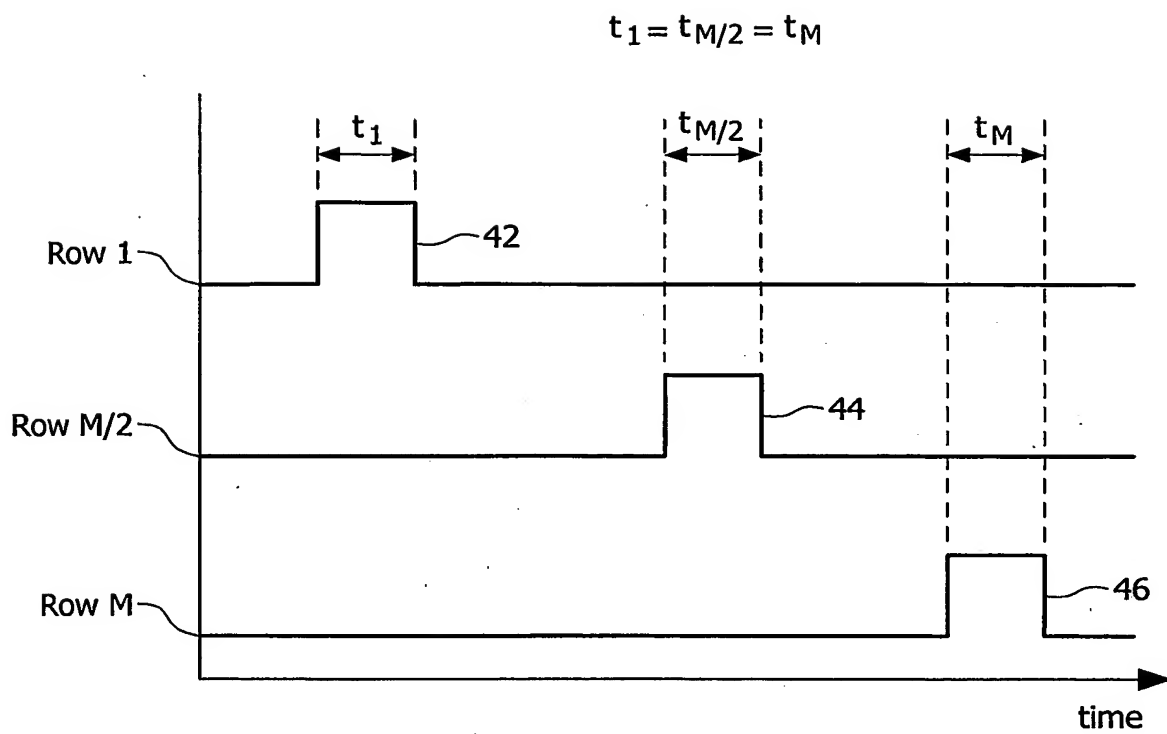 t1 = tM/2 = tM
t1
tM/2
tM
Row 1
42
Row M/2
44
Row M
46
time